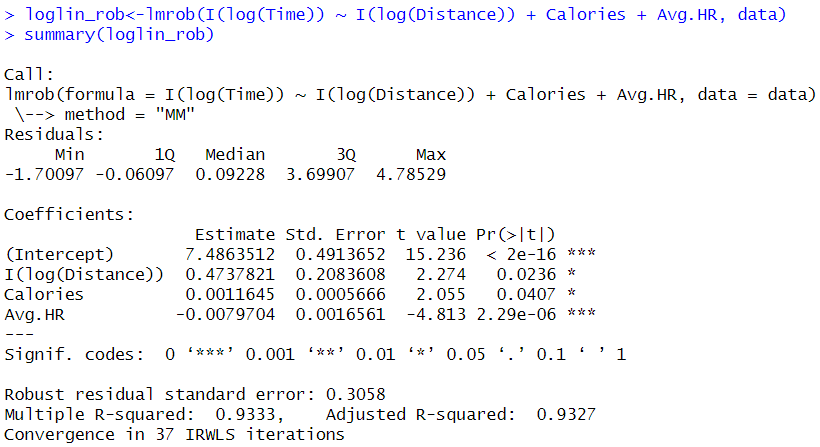 > loglin_rob<-lmrob(I(log(Time)) ~ I(log(Distance)) + Calories + Avg.HR, data)
> summary(loglin_rob)
Call:
lmrob(formula = I(log(Time)) ~ I(log(Distance)) + Calories + Avg.HR, data = data)
 \--> method = "MM"
Residuals:
     Min       1Q   Median       3Q      Max
-1.70097 -0.06097  0.09228  3.69907  4.78529
Coefficients:
                   Estimate Std. Error t value Pr(>|t|)
(Intercept)       7.4863512  0.4913652  15.236  < 2e-16 ***
I(log(Distance))  0.4737821  0.2083608   2.274   0.0236 *
Calories          0.0011645  0.0005666   2.055   0.0407 *
Avg.HR           -0.0079704  0.0016561  -4.813 2.29e-06 ***
---
Signif. codes:  0 ‘***’ 0.001 ‘**’ 0.01 ‘*’ 0.05 ‘.’ 0.1 ‘ ’ 1
Robust residual standard error: 0.3058
Multiple R-squared:  0.9333,    Adjusted R-squared:  0.9327
Convergence in 37 IRWLS iterations